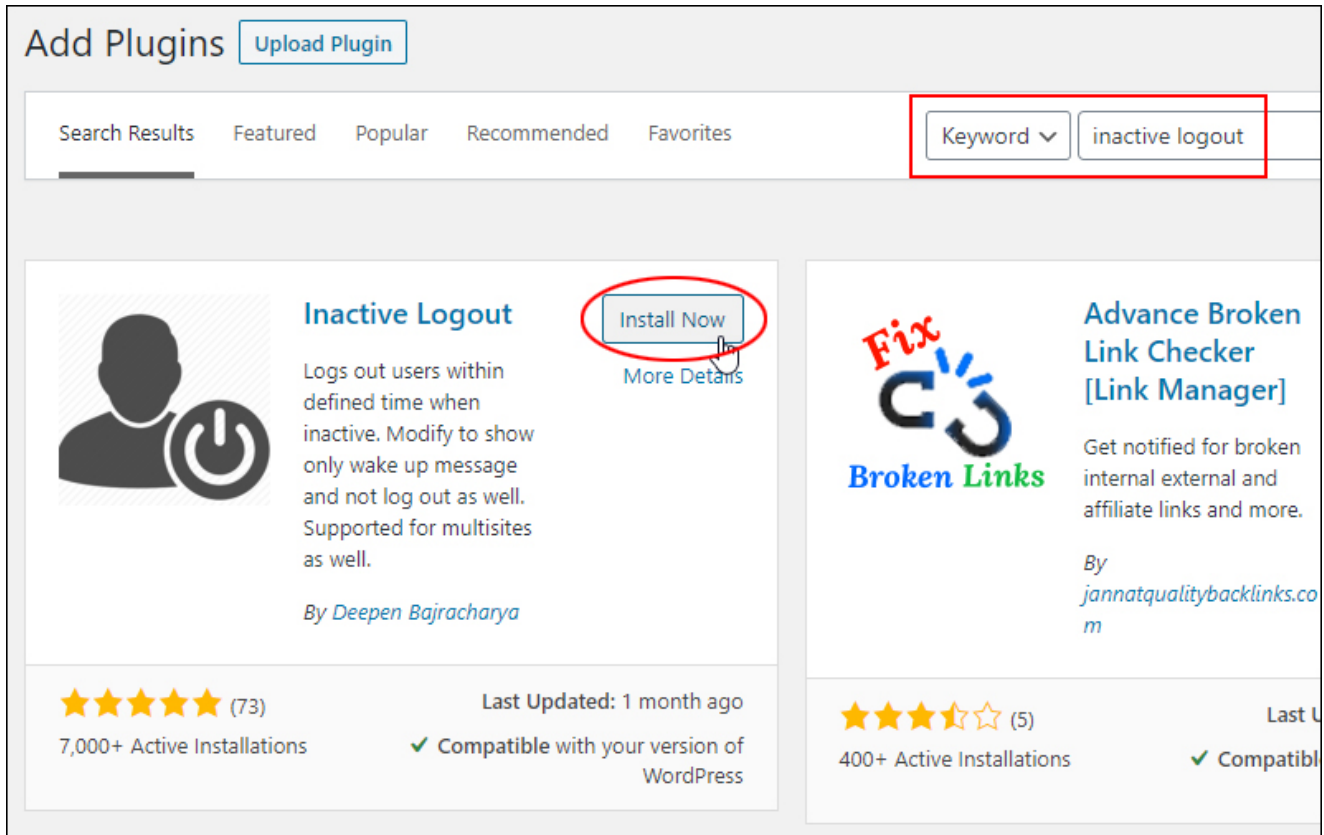 Add Plugins Upload Plugin
Search Results Featured Popular Recommended Favorites Keyword inactive logout
Inactive Logout
Install Now
More Details
Logs out users within
defined time when
inactive. Modify to show
only wake up message
and not log out as well.
Supported for multisites
as well.
By Deepen Bajracharya
(73)
7,000+ Active Installations
Last Updated: 1 month ago
Compatible with your version of
WordPress
Fix
Broken Links
Advance Broken
Link Checker
[Link Manager]
Get notified for broken
internal external and
affiliate links and more.
By
jannatqualitybacklinks.co
m
(5)
400+ Active Installations
Last
Compatibl